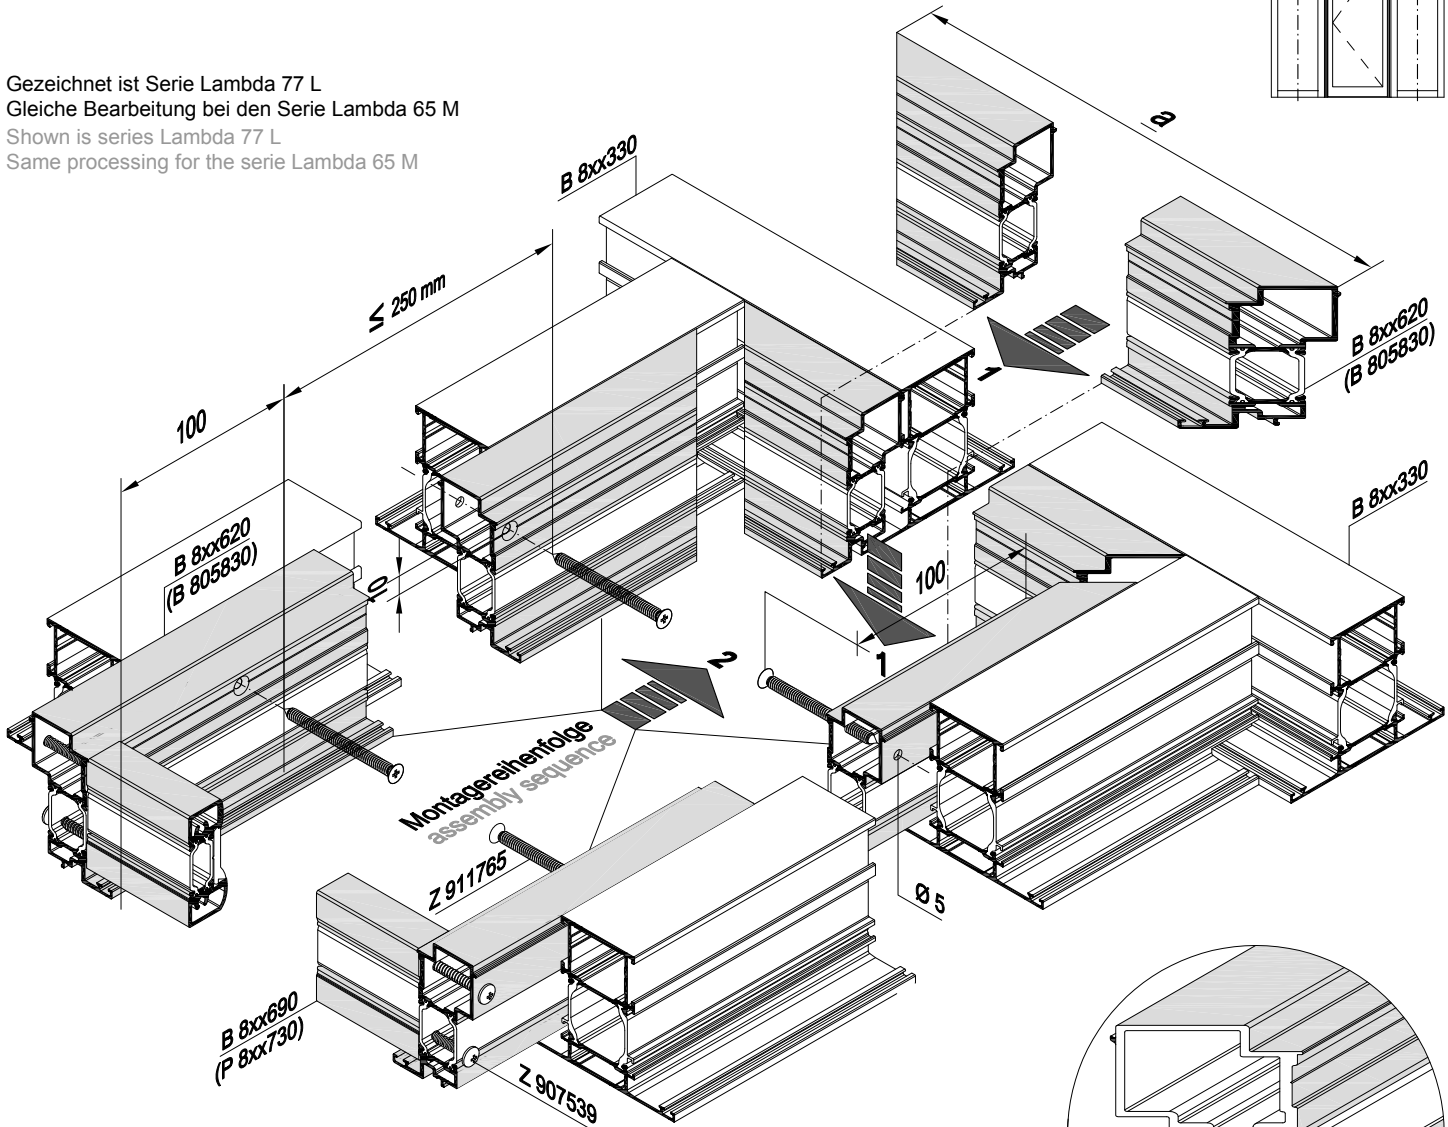 Gezeichnet ist Serie Lambda 77 L
Gleiche Bearbeitung bei den Serie Lambda 65 M
Shown is series Lambda 77 L
Same processing for the serie Lambda 65 M
a
B 8xx330
≤ 250 mm
1
B 8xx620
(B 805830)
100
B 8xx330
B 8xx620
(B 805830)
10
100
1
2
Montagereihenfolge
assembly sequence
Z 911765
Ø 5
B 8xx690
(P 8xx730)
Z 907539